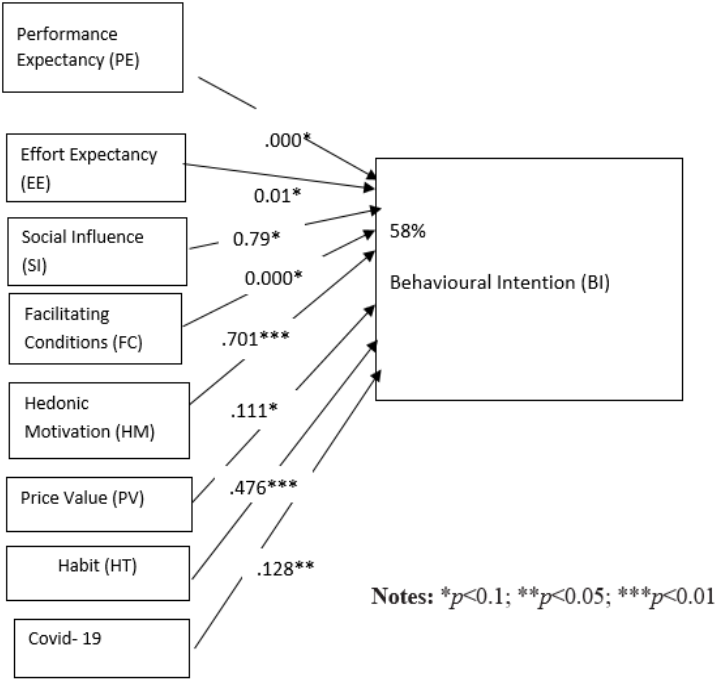 Performance
Expectancy (PE)
.000*
Effort Expectancy
(EE)
0.01*
Social Influence
(SI)
0.79*
58%
Behavioural Intention (BI)
0.000*
Facilitating
Conditions (FC)
.701***
Hedonic
Motivation (HM)
.111*
Price Value (PV)
.476***
Habit (HT)
.128**
Notes: *p<0.1; **p<0.05; ***p<0.01
Covid- 19